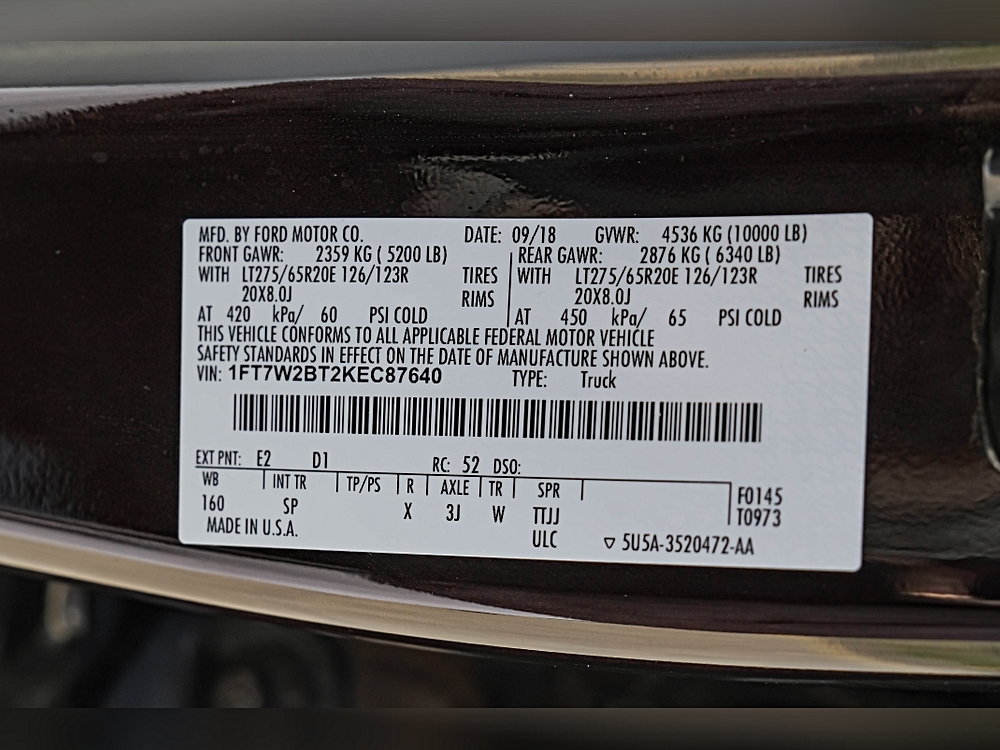 MFD. BY FORD MOTOR CO. DATE: 09/18 GVWR: 4536 KG (10000 LB)
FRONT GAWR: 2359 KG ( 5200 LB) REAR GAWR: 2876 KG ( 6340 LB)
WITH LT275/65R20E 126/123R TIRES WITH LT275/65R20E 126/123R TIRES
20X8.0J RIMS 20X8.0J RIMS
AT 420 kPa/ 60 PSI COLD AT 450 kPa/ 65 PSI COLD
THIS VEHICLE CONFORMS TO ALL APPLICABLE FEDERAL MOTOR VEHICLE
SAFETY STANDARDS IN EFFECT ON THE DATE OF MANUFACTURE SHOWN ABOVE.
VIN: 1FT7W2BT2KEC87640 TYPE: Truck
EXT PNT: E2 D1 RC: 52 DSO:
WB INT TR TP/PS R AXLE TR SPR F0145
160 SP X 3J W TTJJ T0973
MADE IN U.S.A. ULC ▽ 5U5A-3520472-AA